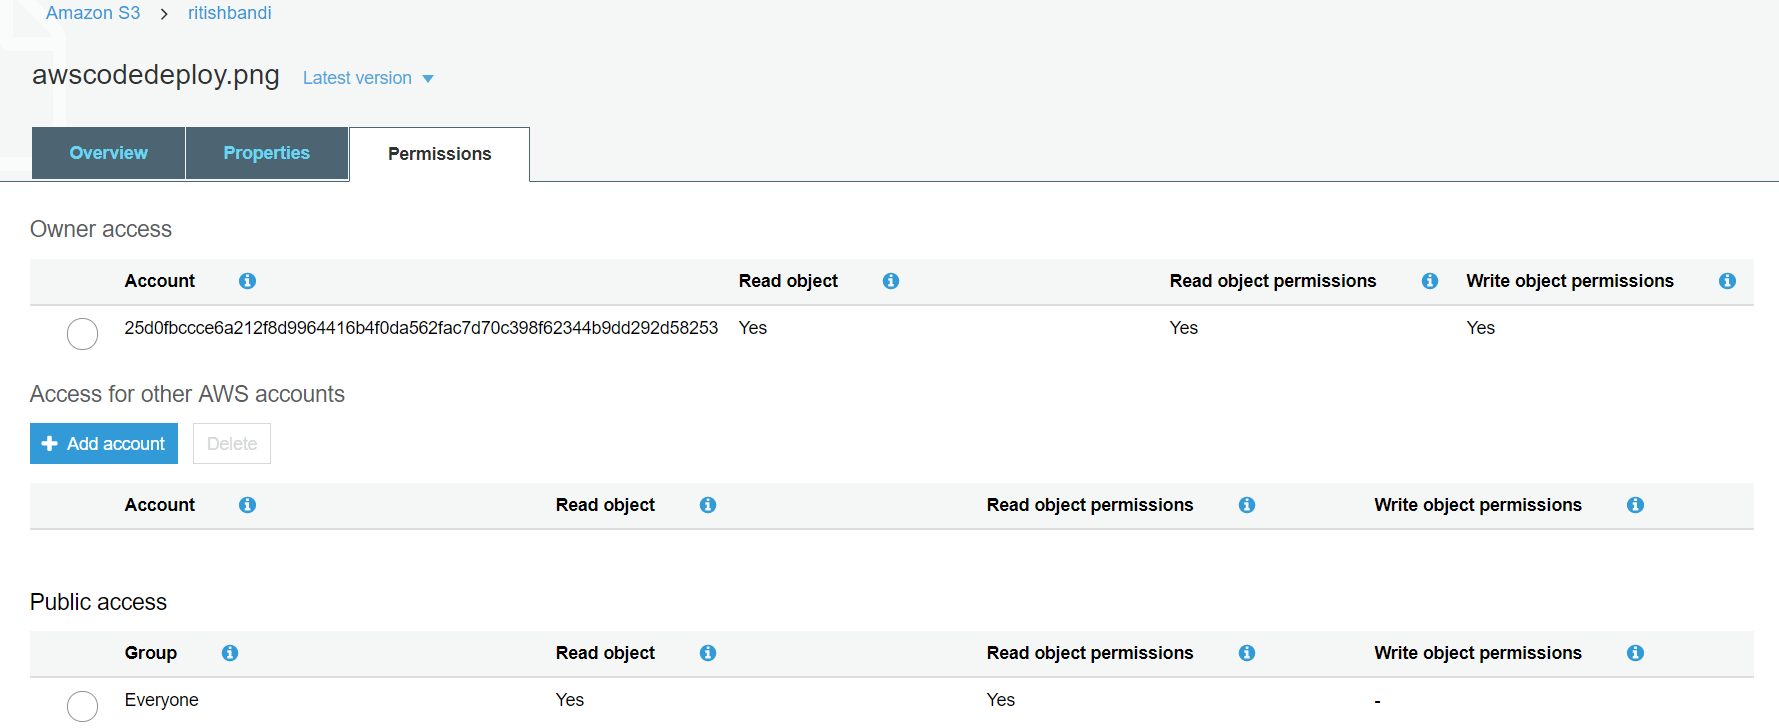 Amazon S3 > ritishbandi
awscodedeploy.png Latest version
Overview Properties Permissions
Owner access
Account Read object Read object permissions Write object permissions
25d0fbccce6a212f8d9964416b4f0da562fac7d70c398f62344b9dd292d58253 Yes Yes Yes
Access for other AWS accounts
+ Add account Delete
Account Read object Read object permissions Write object permissions
Public access
Group Read object Read object permissions Write object permissions
Everyone Yes Yes -